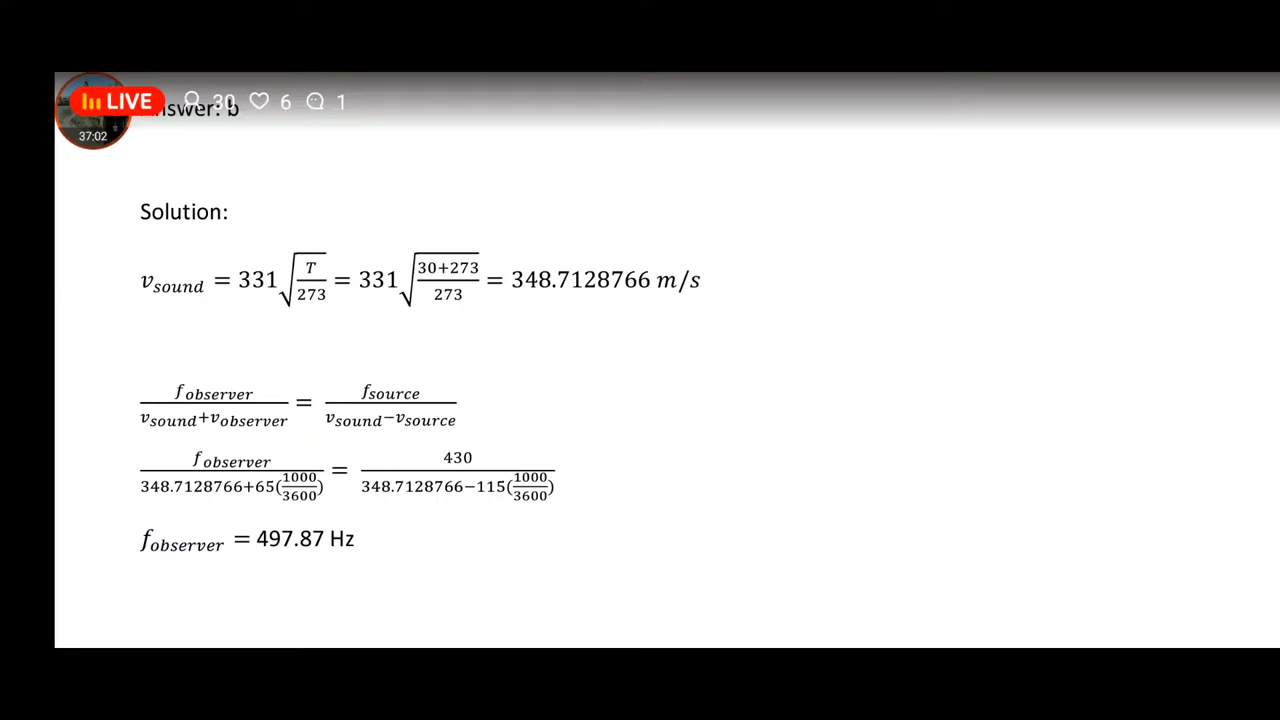 LIVE 30 6 1
nswer: b
37:02
Solution:
v_sound = 331√(T/273) = 331√((30+273)/273) = 348.7128766 m/s
f_observer/(v_sound+v_observer) = f_source/(v_sound−v_source)
f_observer/(348.7128766+65(1000/3600)) = 430/(348.7128766−115(1000/3600))
f_observer = 497.87 Hz